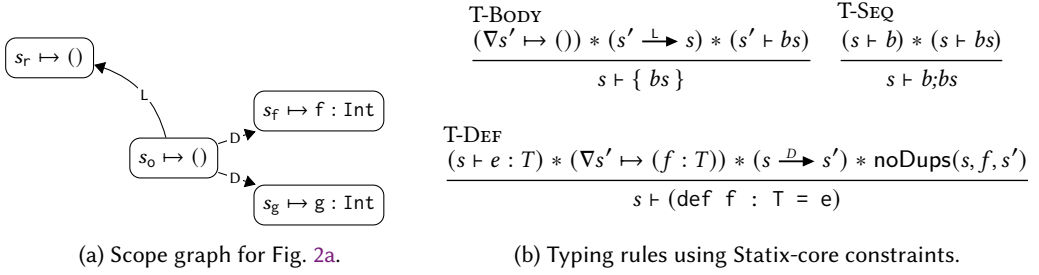 s_r ↦ ()
L
s_o ↦ ()
D
s_f ↦ f : Int
D
s_g ↦ g : Int
(a) Scope graph for Fig. 2a.
T-Body
(∇s′ ↦ ()) ∗ (s′ —L→ s) ∗ (s′ ⊢ bs)
s ⊢ { bs }
T-Seq
(s ⊢ b) ∗ (s ⊢ bs)
s ⊢ b;bs
T-Def
(s ⊢ e : T) ∗ (∇s′ ↦ (f : T)) ∗ (s —D→ s′) ∗ noDups(s, f, s′)
s ⊢ (def f : T = e)
(b) Typing rules using Statix-core constraints.